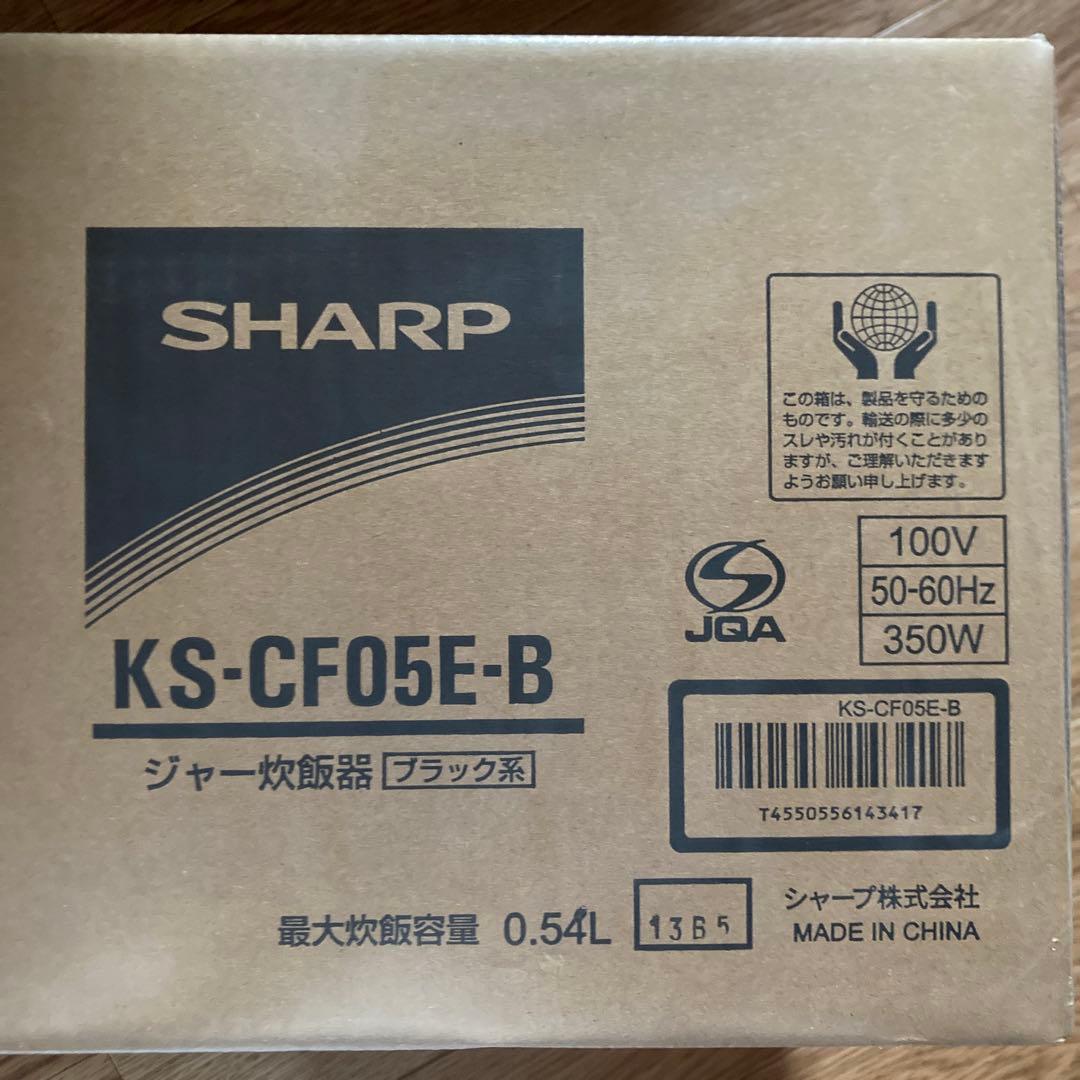 SHARP
KS-CF05E-B
ジャー炊飯器 ブラック系
最大炊飯容量 0.54L
この箱は、製品を守るための
ものです。輸送の際に多少の
スレや汚れが付くことがあり
ますが、ご理解いただきます
ようお願い申し上げます。
JQA
100V
50-60Hz
350W
KS-CF05E-B
T4550556143417
13B5
シャープ株式会社
MADE IN CHINA